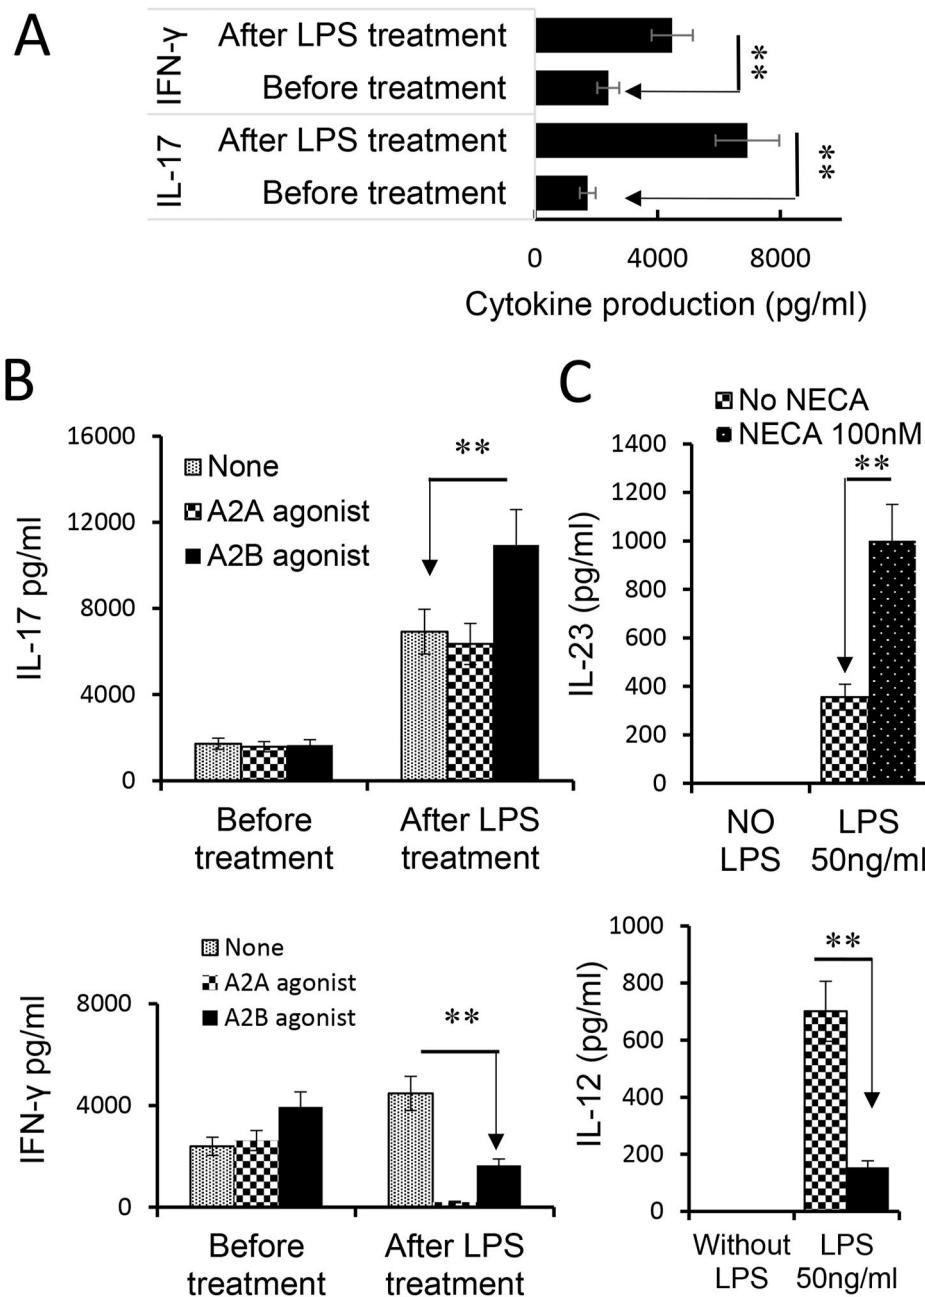 A
IFN-γ
After LPS treatment
Before treatment
**
IL-17
After LPS treatment
Before treatment
**
0 4000 8000
Cytokine production (pg/ml)
B
IL-17 pg/ml
16000
12000
8000
4000
0
None
A2A agonist
A2B agonist
**
Before
treatment
After LPS
treatment
C
No NECA
NECA 100nM
IL-23 (pg/ml)
1400
1200
1000
800
600
400
200
0
**
NO
LPS
LPS
50ng/ml
IFN-γ pg/ml
8000
4000
0
None
A2A agonist
A2B agonist
**
Before
treatment
After LPS
treatment
IL-12 (pg/ml)
1000
800
600
400
200
0
**
Without
LPS
LPS
50ng/ml